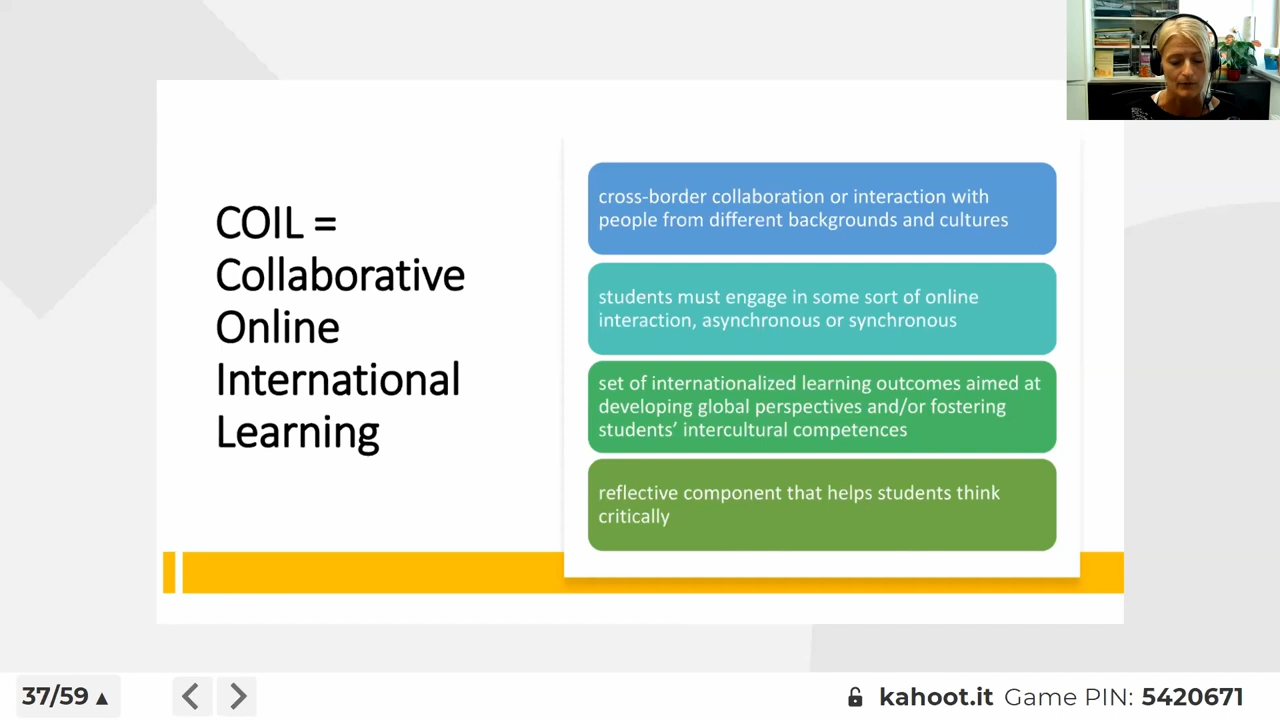 COIL =
Collaborative
Online
International
Learning
cross-border collaboration or interaction with
people from different backgrounds and cultures
students must engage in some sort of online
interaction, asynchronous or synchronous
set of internationalized learning outcomes aimed at
developing global perspectives and/or fostering
students’ intercultural competences
reflective component that helps students think
critically
37/59 ▲
kahoot.it Game PIN: 5420671